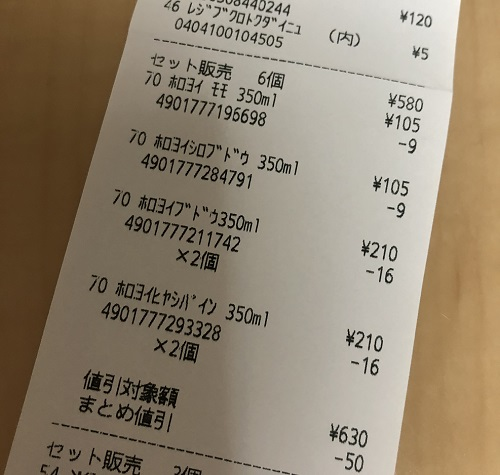 08440244 ¥120
46 ﾚｼﾞﾌﾞｸﾛﾄｸﾀﾞｲﾆｭ (内) ¥5
0404100104505
セット販売 6個 ¥580
70 ﾎﾛﾖｲ ﾓﾓ 350ml ¥105
4901777196698 -9
70 ﾎﾛﾖｲｼﾛﾌﾞﾄﾞｳ 350ml ¥105
4901777284791 -9
70 ﾎﾛﾖｲﾌﾞﾄﾞｳ350ml ¥210
4901777211742 -16
×2個
70 ﾎﾛﾖｲﾋﾔｼﾊﾟｲﾝ 350ml ¥210
4901777293328 -16
×2個
値引対象額 ¥630
まとめ値引 -50
セット販売 3個
54